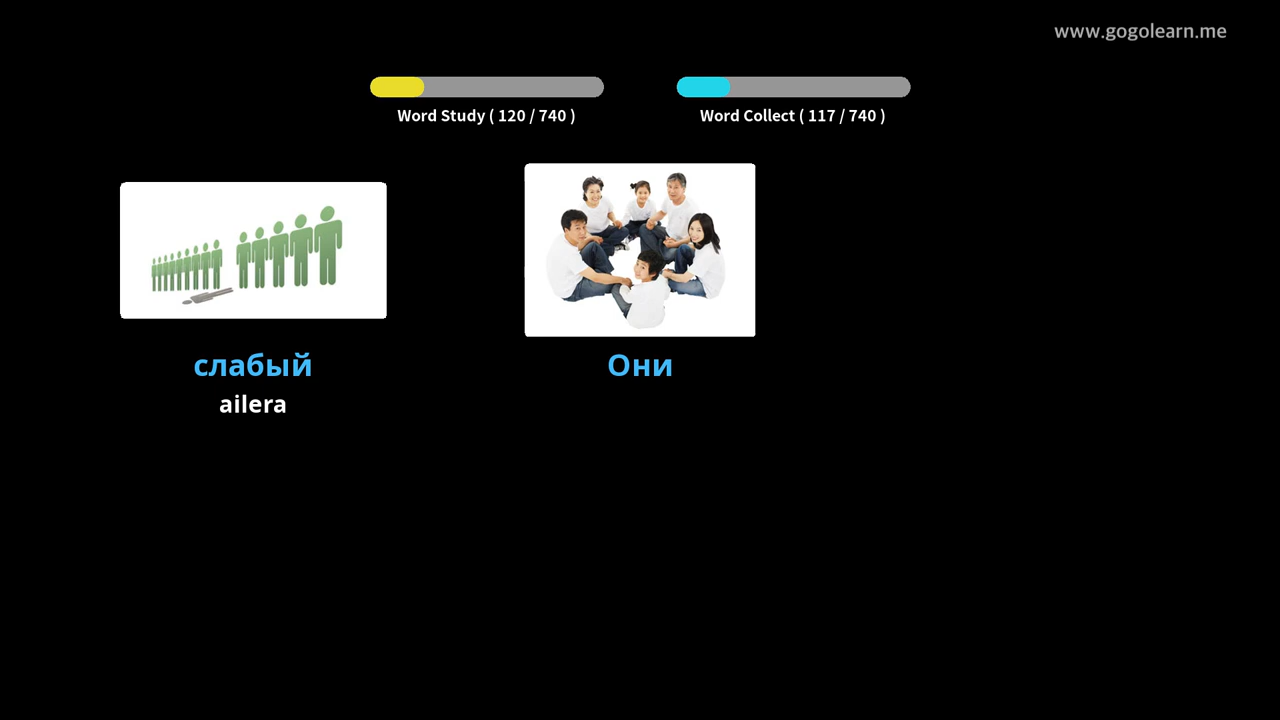 www.gogolearn.me
Word Study ( 120 / 740 )
Word Collect ( 117 / 740 )
слабый
ailera
Они